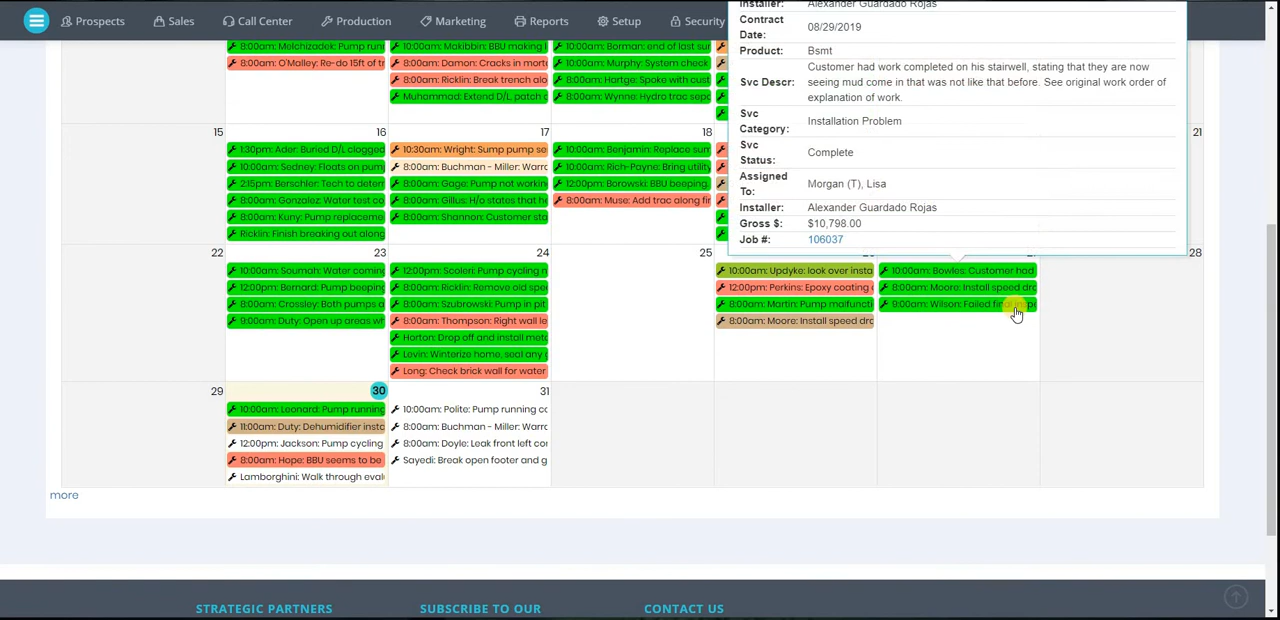 Prospects Sales Call Center Production Marketing Reports Setup Security
Installer: Alexander Guardado Rojas
Contract Date: 08/29/2019
Product: Bsmt
Svc Descr: Customer had work completed on his stairwell, stating that they are now
seeing mud come in that was not like that before. See original work order of
explanation of work.
Svc Category: Installation Problem
Svc Status: Complete
Assigned To: Morgan (T), Lisa
Installer: Alexander Guardado Rojas
Gross $: $10,798.00
Job #: 106037
8:00am: Melchizadek: Pump runn
8:00am: O'Malley: Re-do 15ft of tr
10:00am: Makibbin: BBU making l
8:00am: Damon: Cracks in morte
8:00am: Ricklin: Break trench alo
Muhammad: Extend D/L, patch c
10:00am: Borman: end of last sur
10:00am: Murphy: System check
8:00am: Hartge: Spoke with cust
8:00am: Wynne: Hydro trac sepa
15
16
1:30pm: Ader: Buried D/L clogged
10:00am: Sedney: Floats on pum
2:15pm: Berschler: Tech to deterr
8:00am: Gonzalez: Water test co
8:00am: Kuny: Pump replaceme
Ricklin: Finish breaking out along
17
10:30am: Wright: Sump pump se
8:00am: Buchman - Miller: Warra
8:00am: Gage: Pump not workin
8:00am: Gillus: H/o states that h
8:00am: Shannon: Customer sta
18
10:00am: Benjamin: Replace sum
10:00am: Rich-Payne: Bring utility
12:00pm: Borowski: BBU beeping,
8:00am: Muse: Add trac along fir
21
22
23
10:00am: Soumah: Water comin
12:00pm: Bernard: Pump beeping
8:00am: Crossley: Both pumps a
9:00am: Duty: Open up areas wh
24
12:00pm: Scoleri: Pump cycling n
8:00am: Ricklin: Remove old spe
8:00am: Szubrowski: Pump in pit
8:00am: Thompson: Right wall le
Horton: Drop off and install meta
Levin: Winterize home, seal any
Long: Check brick wall for water
25
10:00am: Updyke: look over insta
12:00pm: Perkins: Epoxy coating
8:00am: Martin: Pump malfunct
8:00am: Moore: Install speed dra
10:00am: Bowles: Customer had
8:00am: Moore: Install speed dra
9:00am: Wilson: Failed final inspe
28
29
30
10:00am: Leonard: Pump running
11:00am: Duty: Dehumidifier insta
12:00pm: Jackson: Pump cycling
8:00am: Hope: BBU seems to be
Lamborghini: Walk through eval
31
10:00am: Polite: Pump running co
8:00am: Buchman - Miller: Warra
8:00am: Doyle: Leak front left cor
Sayedi: Break open footer and g
more
STRATEGIC PARTNERS SUBSCRIBE TO OUR CONTACT US